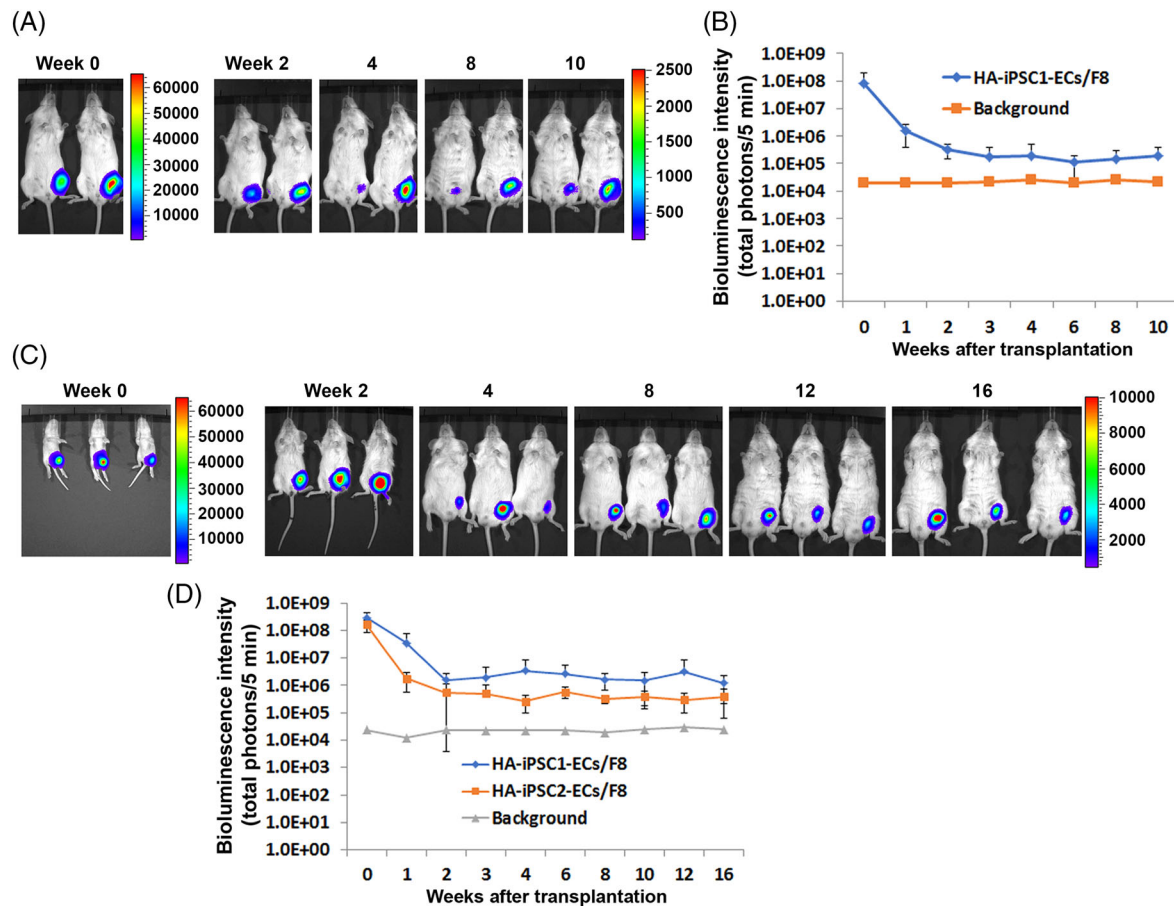 (A)
Week 0
60000
50000
40000
30000
20000
10000
Week 2
4
8
10
2500
2000
1500
1000
500
(B)
Bioluminescence intensity
(total photons/5 min)
1.0E+09
1.0E+08
1.0E+07
1.0E+06
1.0E+05
1.0E+04
1.0E+03
1.0E+02
1.0E+01
1.0E+00
HA-iPSC1-ECs/F8
Background
0 1 2 3 4 6 8 10
Weeks after transplantation
(C)
Week 0
60000
50000
40000
30000
20000
10000
Week 2
4
8
12
16
10000
8000
6000
4000
2000
(D)
Bioluminescence intensity
(total photons/5 min)
1.0E+09
1.0E+08
1.0E+07
1.0E+06
1.0E+05
1.0E+04
1.0E+03
1.0E+02
1.0E+01
1.0E+00
HA-iPSC1-ECs/F8
HA-iPSC2-ECs/F8
Background
0 1 2 3 4 6 8 10 12 16
Weeks after transplantation